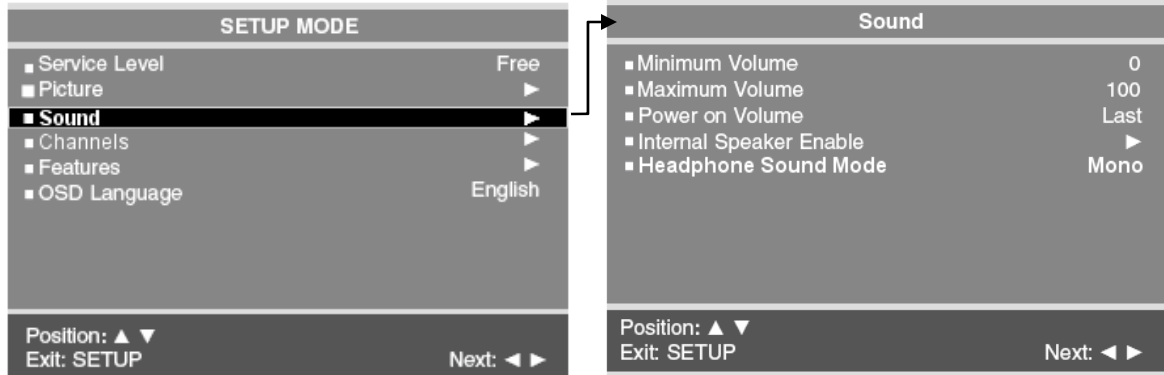 SETUP MODE
Service Level Free
Picture ▶
Sound ▶
Channels ▶
Features ▶
OSD Language English
Position: ▲ ▼
Exit: SETUP Next: ◀ ▶
Sound
Minimum Volume 0
Maximum Volume 100
Power on Volume Last
Internal Speaker Enable ▶
Headphone Sound Mode Mono
Position: ▲ ▼
Exit: SETUP Next: ◀ ▶